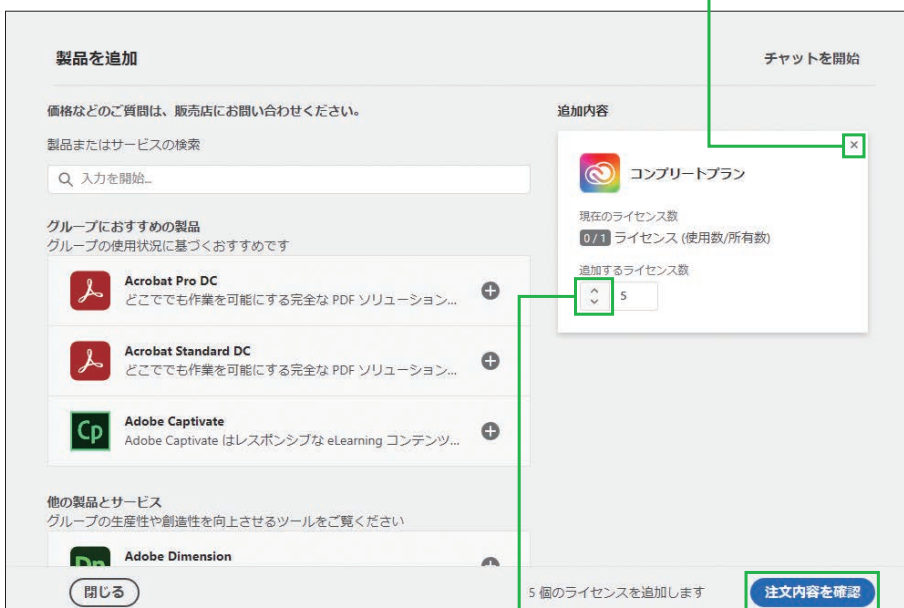 製品を追加
チャットを開始
価格などのご質問は、販売店にお問い合わせください。
製品またはサービスの検索
入力を開始...
グループにおすすめの製品
グループの使用状況に基づくおすすめです
Acrobat Pro DC
どこででも作業を可能にする完全な PDF ソリューション...
Acrobat Standard DC
どこででも作業を可能にする完全な PDF ソリューション...
Cp
Adobe Captivate
Adobe Captivate はレスポンシブな eLearning コンテンツ...
他の製品とサービス
グループの生産性や創造性を向上させるツールをご覧ください
Dn
Adobe Dimension
追加内容
×
コンプリートプラン
現在のライセンス数
0 / 1 ライセンス (使用数/所有数)
追加するライセンス数
5
閉じる
5 個のライセンスを追加します
注文内容を確認